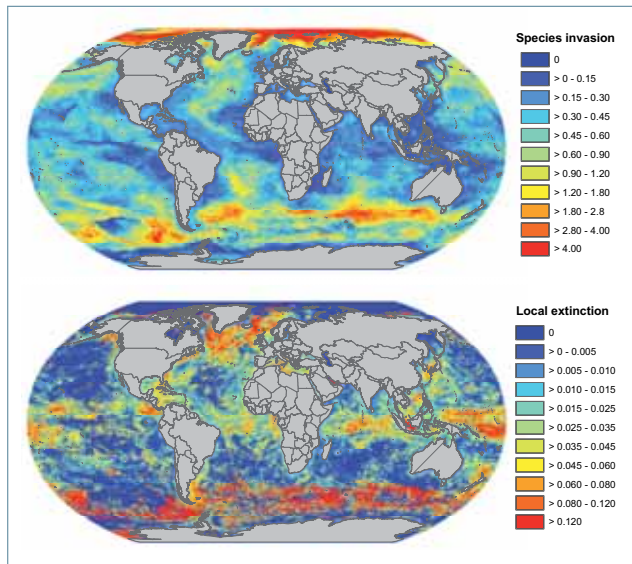 Species invasion
0
> 0 - 0.15
> 0.15 - 0.30
> 0.30 - 0.45
> 0.45 - 0.60
> 0.60 - 0.90
> 0.90 - 1.20
> 1.20 - 1.80
> 1.80 - 2.8
> 2.80 - 4.00
> 4.00
Local extinction
0
> 0 - 0.005
> 0.005 - 0.010
> 0.010 - 0.015
> 0.015 - 0.025
> 0.025 - 0.035
> 0.035 - 0.045
> 0.045 - 0.060
> 0.060 - 0.080
> 0.080 - 0.120
> 0.120